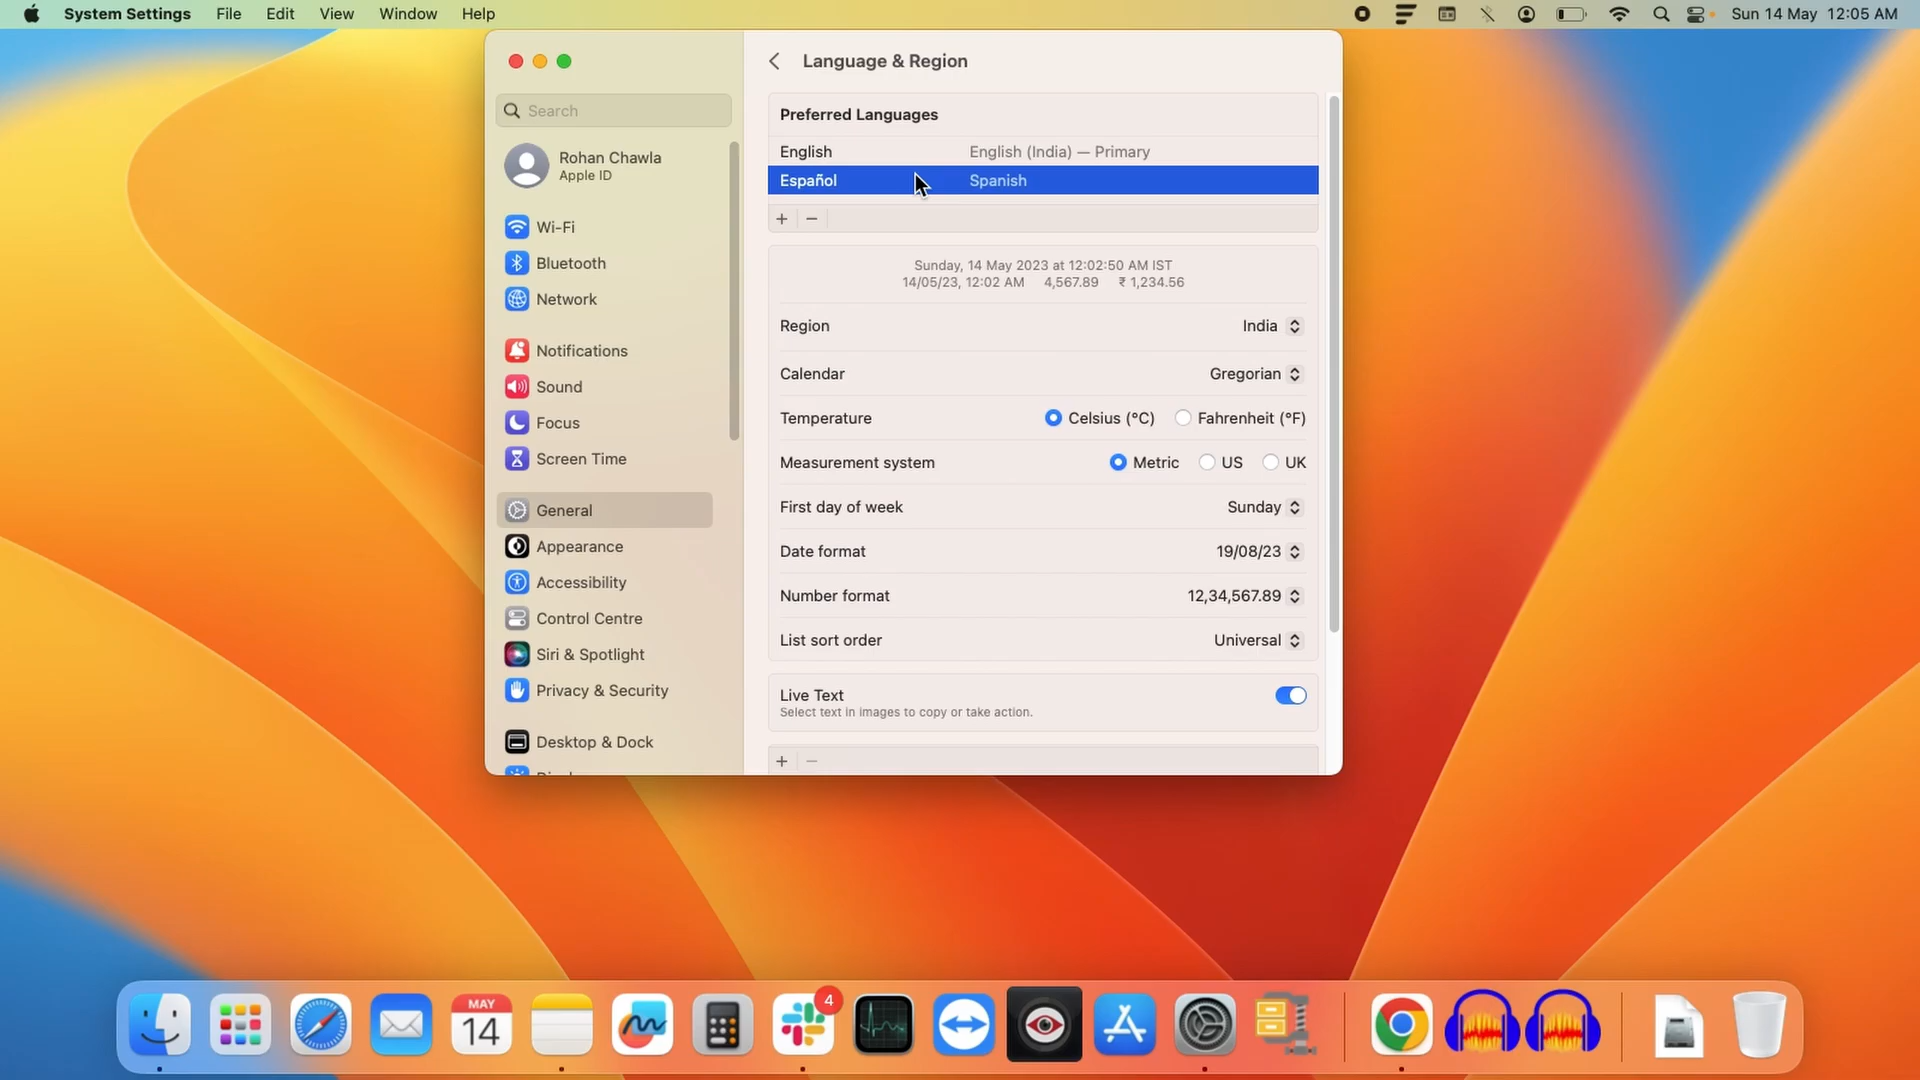 System Settings File Edit View Window Help Sun 14 May 12:05 AM
Language & Region
Search
Rohan Chawla
Apple ID
Wi-Fi
Bluetooth
Network
Notifications
Sound
Focus
Screen Time
General
Appearance
Accessibility
Control Centre
Siri & Spotlight
Privacy & Security
Desktop & Dock
Preferred Languages
English English (India) — Primary
Español Spanish
+ −
Sunday, 14 May 2023 at 12:02:50 AM IST
14/05/23, 12:02 AM 4,567.89 ₹ 1,234.56
Region India
Calendar Gregorian
Temperature Celsius (°C) Fahrenheit (°F)
Measurement system Metric US UK
First day of week Sunday
Date format 19/08/23
Number format 12,34,567.89
List sort order Universal
Live Text
Select text in images to copy or take action.
+ −
MAY
14
4